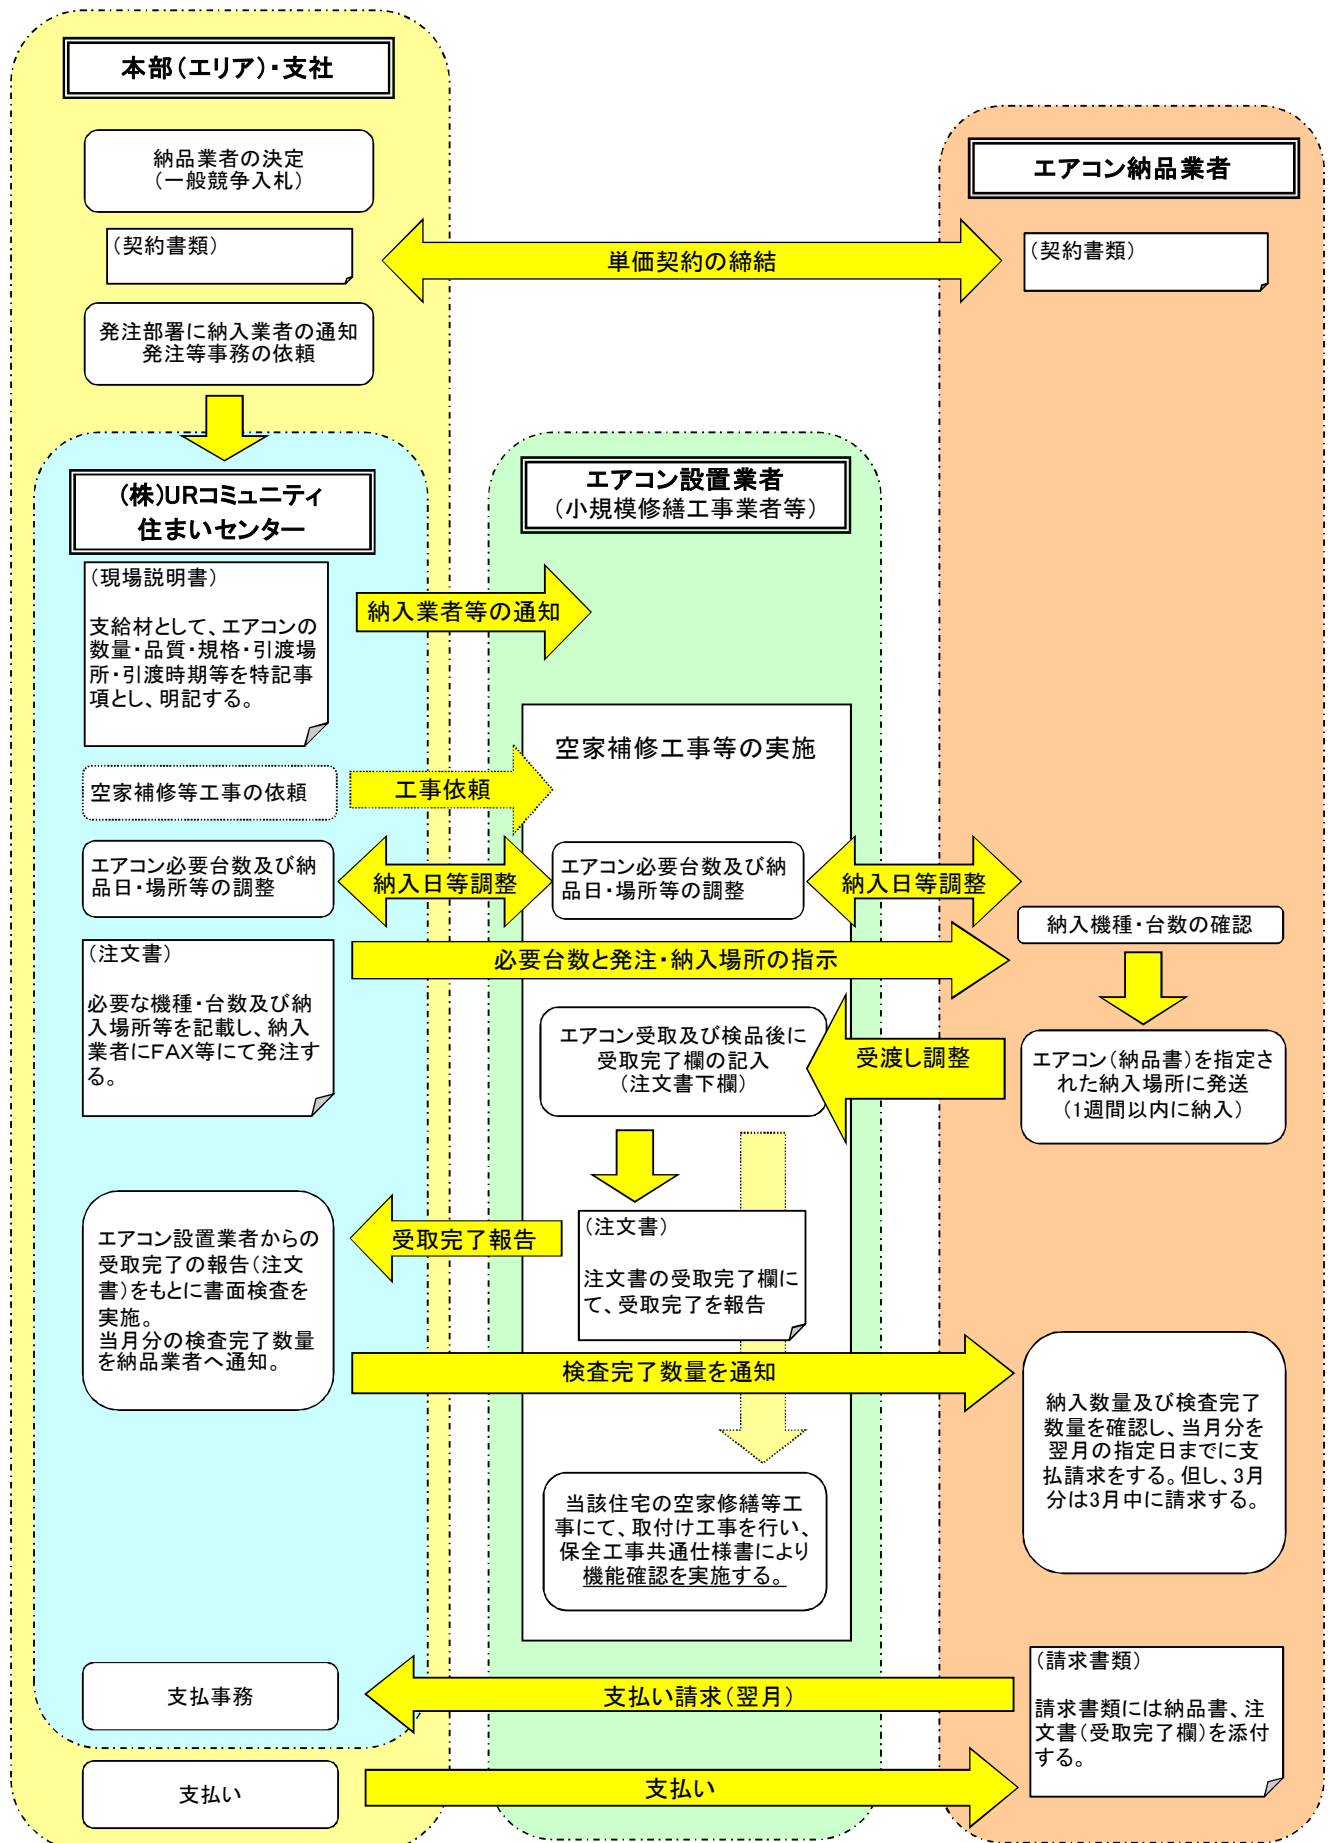 本部(エリア)・支社
納品業者の決定
(一般競争入札)
エアコン納品業者
(契約書類)
単価契約の締結
(契約書類)
発注部署に納入業者の通知
発注等事務の依頼
(株)URコミュニティ
住まいセンター
エアコン設置業者
(小規模修繕工事業者等)
(現場説明書)
支給材として、エアコンの
数量・品質・規格・引渡場
所・引渡時期等を特記事
項とし、明記する。
納入業者等の通知
空家補修工事等の実施
空家補修等工事の依頼
工事依頼
エアコン必要台数及び納
品日・場所等の調整
納入日等調整
エアコン必要台数及び納
品日・場所等の調整
納入日等調整
納入機種・台数の確認
(注文書)
必要な機種・台数及び納
入場所等を記載し、納入
業者にFAX等にて発注す
る。
必要台数と発注・納入場所の指示
エアコン受取及び検品後に
受取完了欄の記入
(注文書下欄)
受渡し調整
エアコン(納品書)を指定さ
れた納入場所に発送
(1週間以内に納入)
エアコン設置業者からの
受取完了の報告(注文
書)をもとに書面検査を
実施。
当月分の検査完了数量
を納品業者へ通知。
受取完了報告
(注文書)
注文書の受取完了欄に
て、受取完了を報告
検査完了数量を通知
納入数量及び検査完了
数量を確認し、当月分を
翌月の指定日までに支
払請求をする。但し、3月
分は3月中に請求する。
当該住宅の空家修繕等工
事にて、取付け工事を行い、
保全工事共通仕様書により
機能確認を実施する。
支払事務
支払い請求(翌月)
(請求書類)
請求書類には納品書、注
文書(受取完了欄)を添付
する。
支払い
支払い